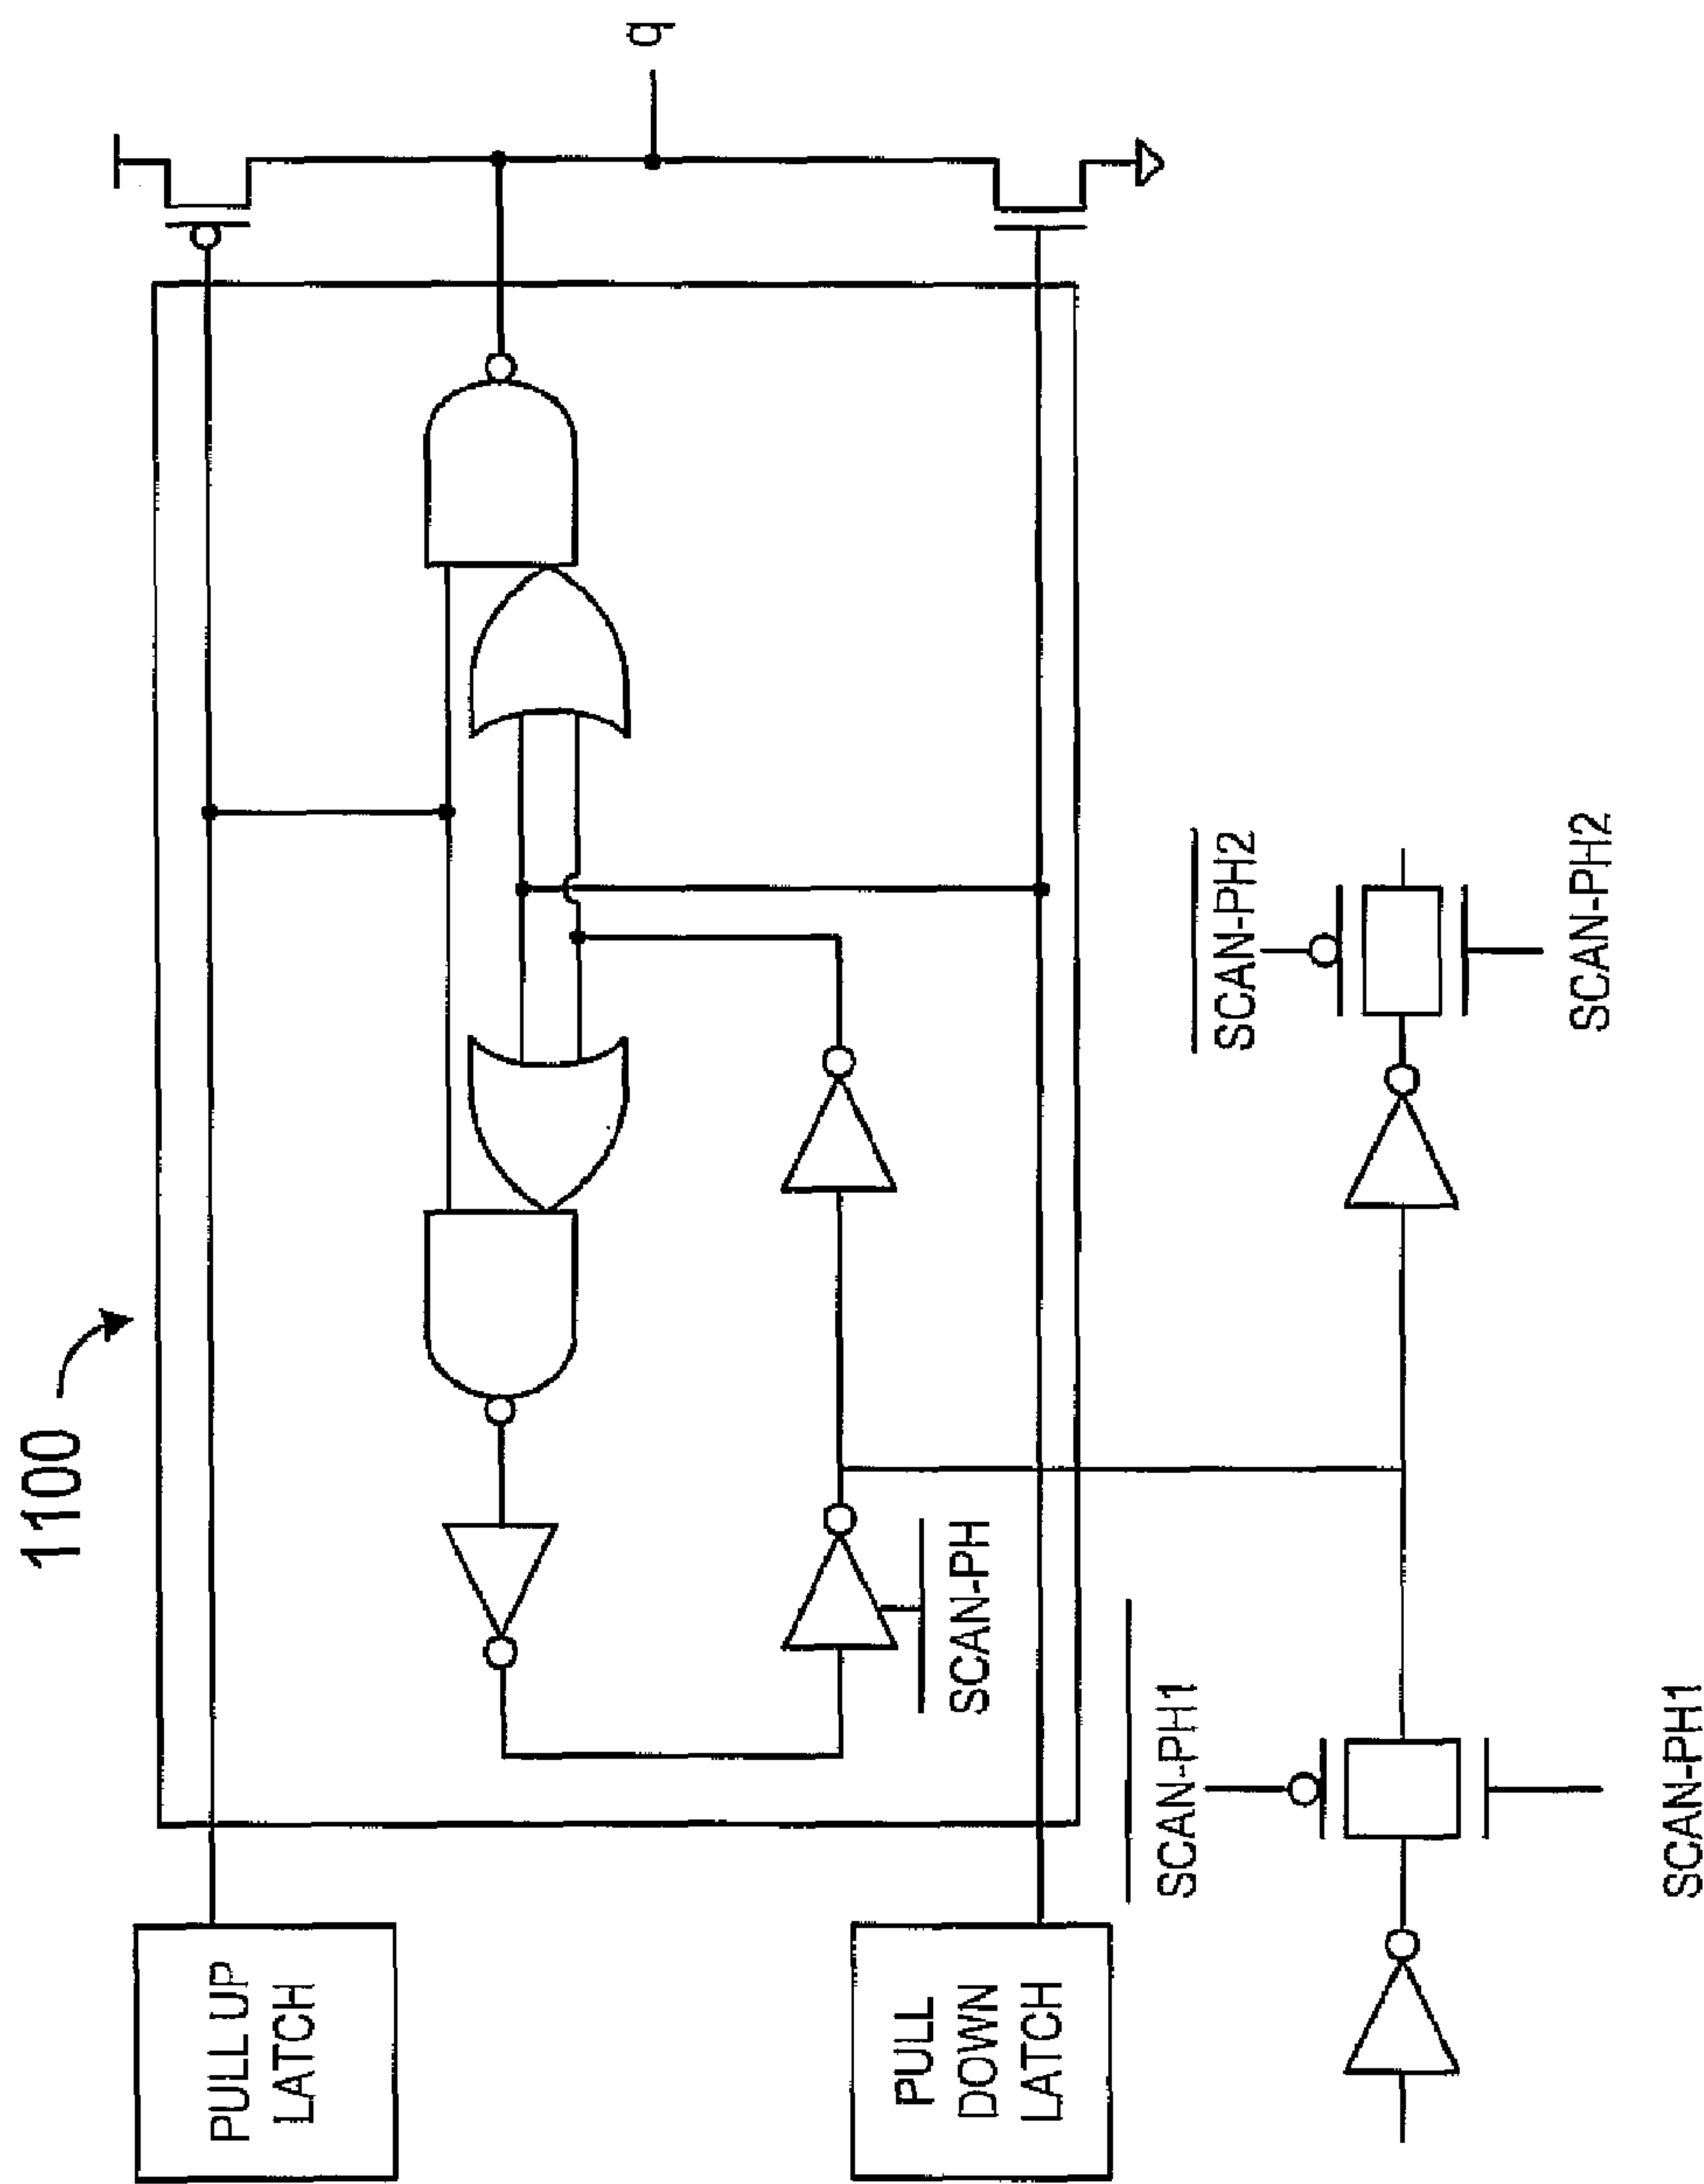 1100
PULL UP
LATCH
q
PULL
DOWN
LATCH
SCAN-PH
SCAN-PH1
SCAN-PH2
SCAN-PH1
SCAN-PH2